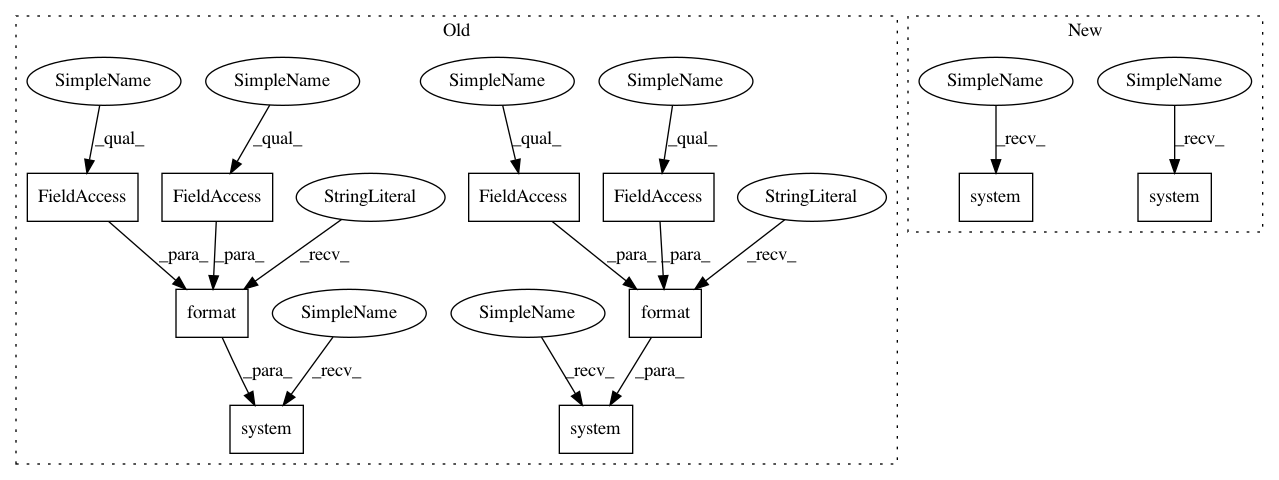 Old
New
SimpleName
SimpleName
SimpleName
SimpleName
SimpleName
SimpleName
_qual_
_qual_
_qual_
_qual_
_recv_
_recv_
FieldAccess
FieldAccess
StringLiteral
FieldAccess
FieldAccess
StringLiteral
system
system
_para_
_para_
_recv_
_para_
_para_
_recv_
format
SimpleName
SimpleName
format
_para_
_recv_
_recv_
_para_
system
system